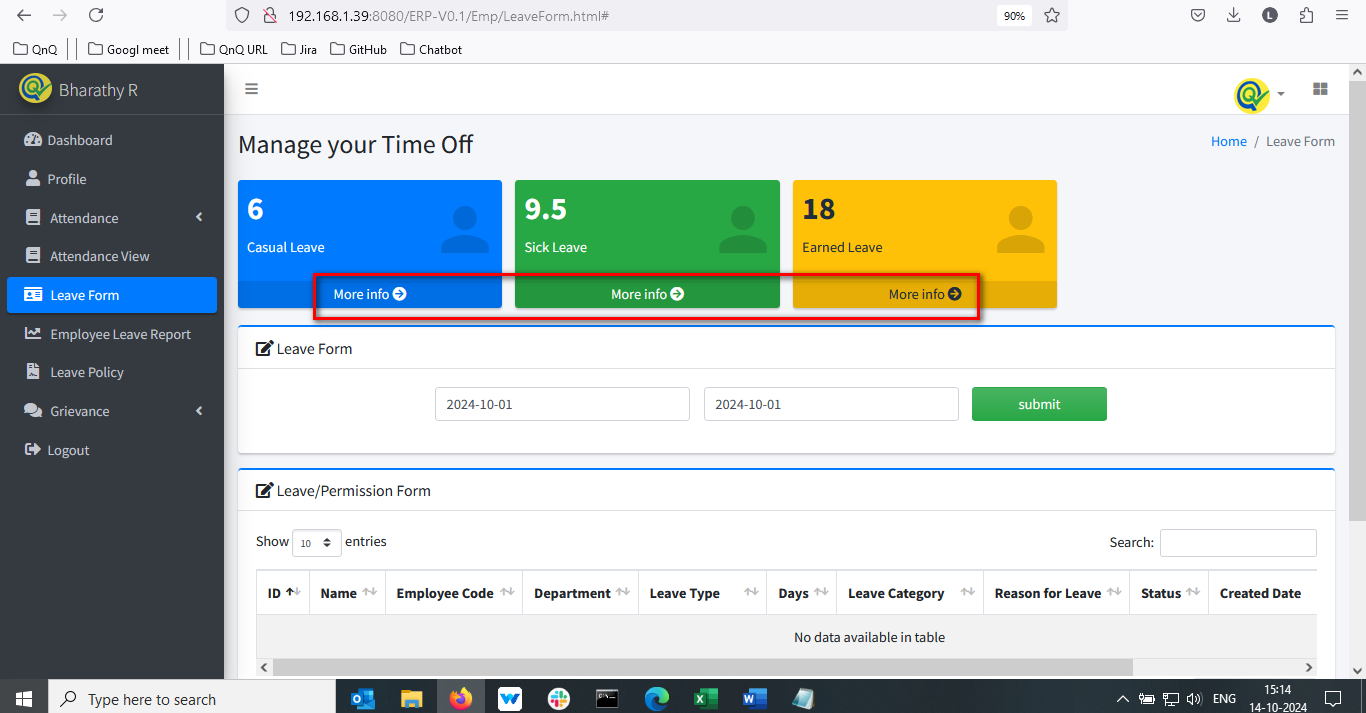 192.168.1.39:8080/ERP-V0.1/Emp/LeaveForm.html#
90%
L
QnQ
Googl meet
QnQ URL
Jira
GitHub
Chatbot
Bharathy R
Dashboard
Profile
Attendance
Attendance View
Leave Form
Employee Leave Report
Leave Policy
Grievance
Logout
Manage your Time Off
Home / Leave Form
6
Casual Leave
More info
9.5
Sick Leave
More info
18
Earned Leave
More info
Leave Form
2024-10-01
2024-10-01
submit
Leave/Permission Form
Show 10 entries
Search:
ID Name Employee Code Department Leave Type Days Leave Category Reason for Leave Status Created Date
No data available in table
Type here to search
ENG
15:14
14-10-2024